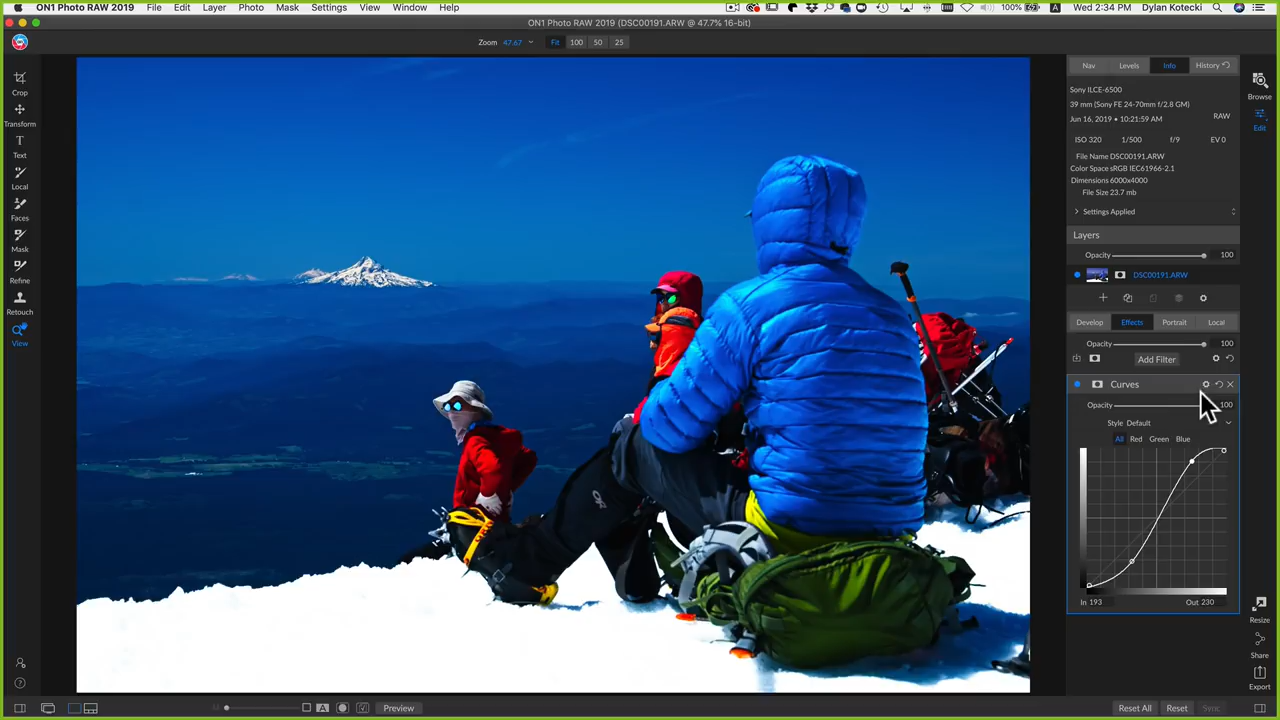 ON1 Photo RAW 2019 File Edit Layer Photo Mask Settings View Window Help 100% Wed 2:34 PM Dylan Kotecki
ON1 Photo RAW 2019 (DSC00191.ARW @ 47.7% 16-bit)
Zoom 47.67 Fit 100 50 25
Crop
Transform
Text
Local
Faces
Mask
Refine
Retouch
View
Nav Levels Info History
Sony ILCE-6500
39 mm (Sony FE 24-70mm f/2.8 GM)
Jun 16, 2019 • 10:21:59 AM RAW
ISO 320 1/500 f/9 EV 0
File Name DSC00191.ARW
Color Space sRGB IEC61966-2.1
Dimensions 6000x4000
File Size 23.7 mb
Settings Applied
Layers
Opacity 100
DSC00191.ARW
Develop Effects Portrait Local
Opacity 100
Add Filter
Curves
Opacity 100
Style Default
All Red Green Blue
In 193 Out 230
Browse
Edit
Resize
Share
Export
A Preview Reset All Reset Sync